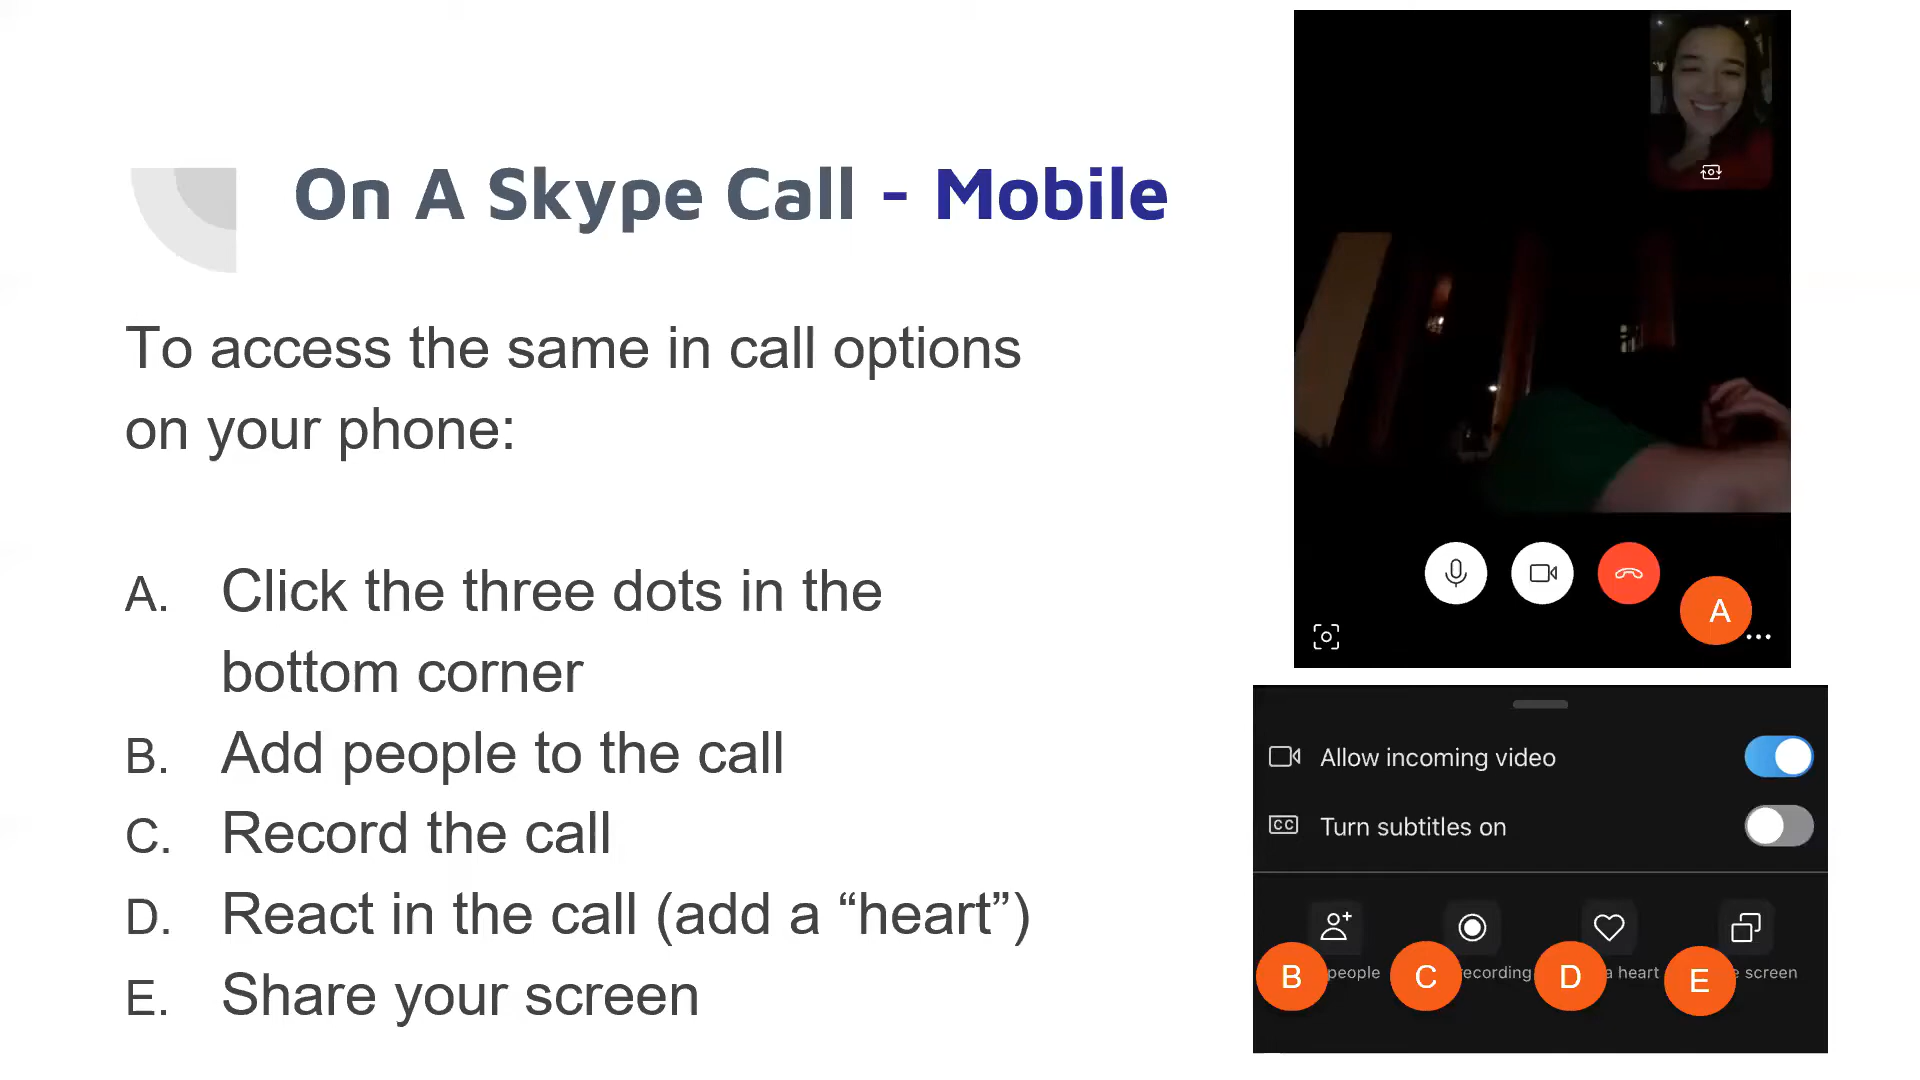 On A Skype Call - Mobile
To access the same in call options
on your phone:
A. Click the three dots in the
bottom corner
B. Add people to the call
C. Record the call
D. React in the call (add a “heart”)
E. Share your screen
A
Allow incoming video
CC Turn subtitles on
B people C recording D a heart E screen